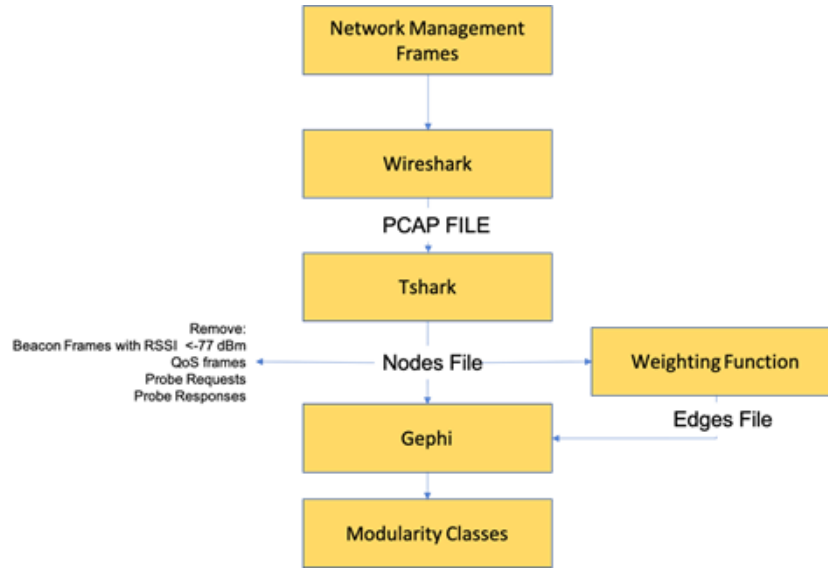 Network Management
Frames
Wireshark
PCAP FILE
Tshark
Remove:
Beacon Frames with RSSI <-77 dBm
QoS frames
Probe Requests
Probe Responses
Nodes File
Weighting Function
Edges File
Gephi
Modularity Classes